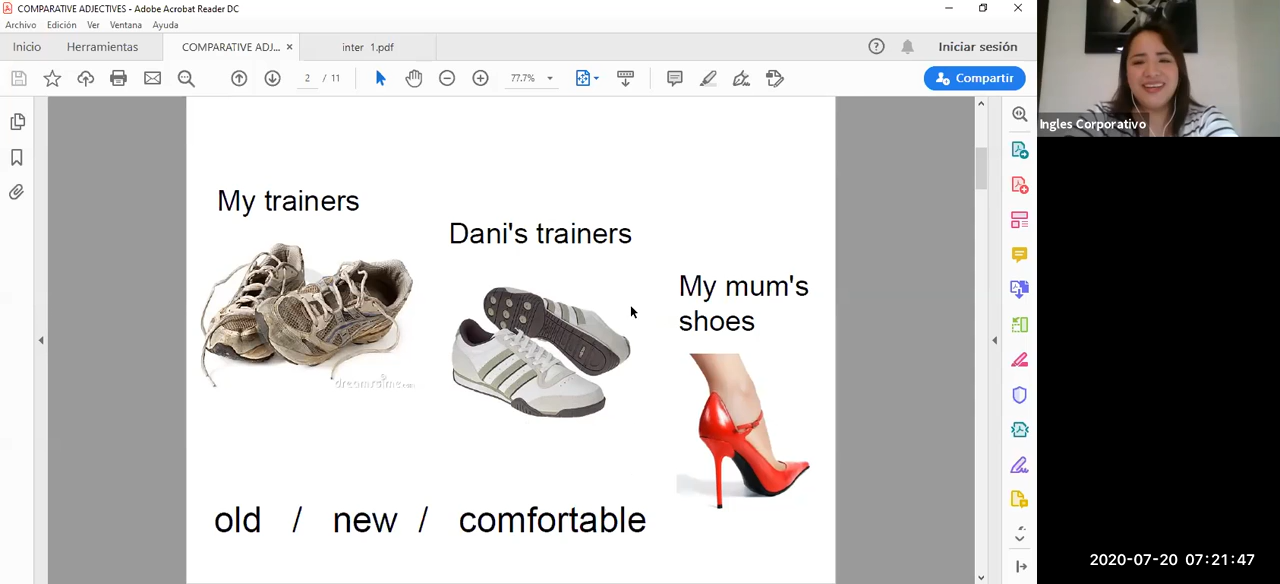 COMPARATIVE ADJECTIVES - Adobe Acrobat Reader DC
Archivo Edición Ver Ventana Ayuda
Inicio Herramientas COMPARATIVE ADJ... × inter 1.pdf Iniciar sesión
2 / 11 77.7% Compartir
Ingles Corporativo
My trainers
Dani's trainers
My mum's
shoes
dreamstime.com
old / new / comfortable
2020-07-20 07:21:47